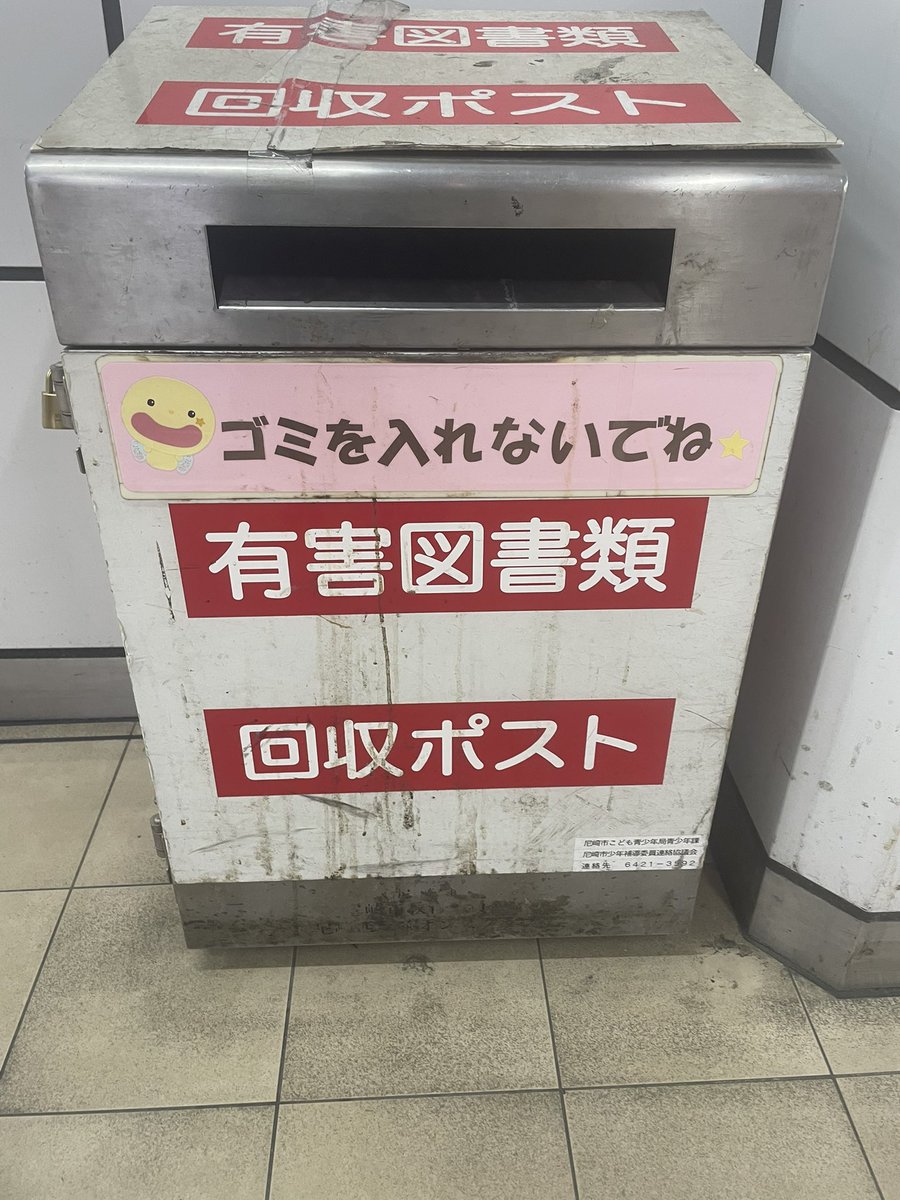 有害図書類
回収ポスト
ゴミを入れないでね
有害図書類
回収ポスト
尼崎市こども青少年局青少年課
尼崎市少年補導委員連絡協議会
連絡先 6421-3592